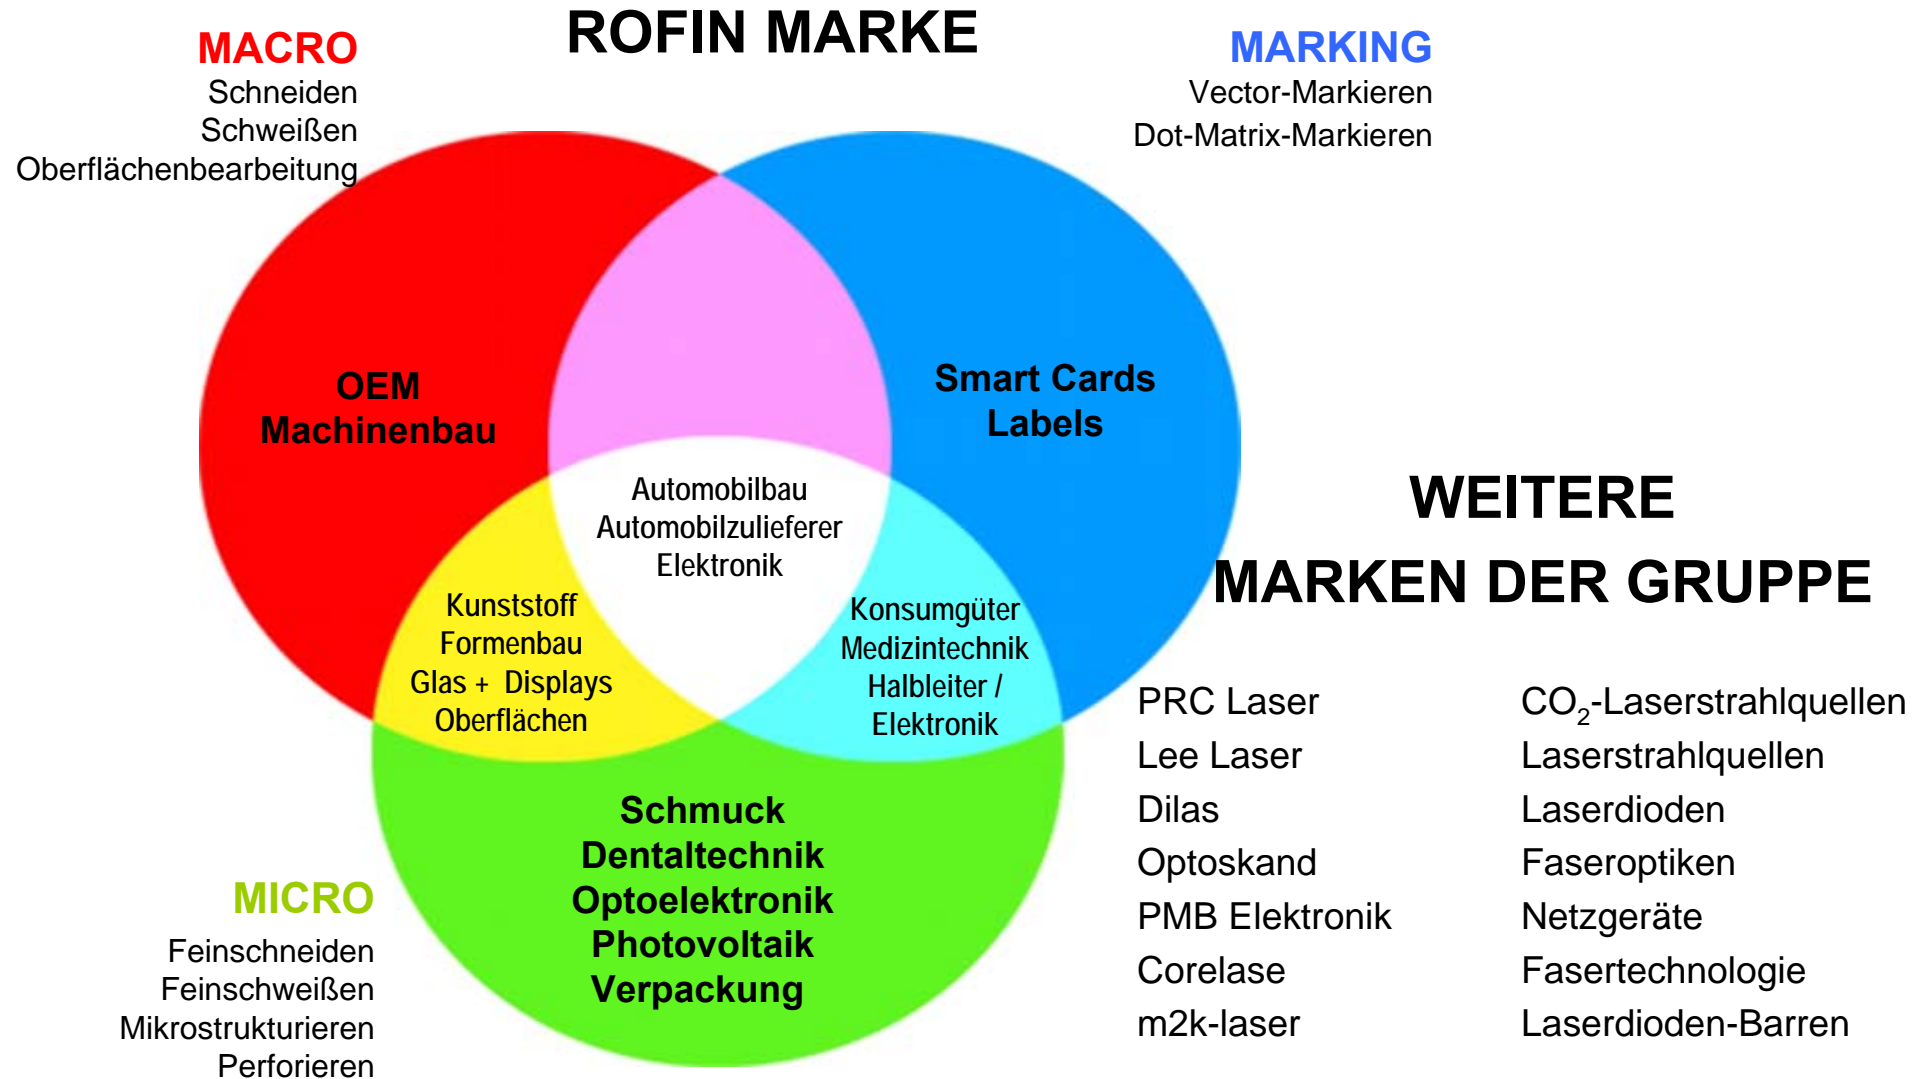 ROFIN MARKE
MACRO
Schneiden
Schweißen
Oberflächenbearbeitung
MARKING
Vector-Markieren
Dot-Matrix-Markieren
OEM
Machinenbau
Smart Cards
Labels
Automobilbau
Automobilzulieferer
Elektronik
Kunststoff
Formenbau
Glas + Displays
Oberflächen
Konsumgüter
Medizintechnik
Halbleiter /
Elektronik
Schmuck
Dentaltechnik
Optoelektronik
Photovoltaik
Verpackung
MICRO
Feinschneiden
Feinschweißen
Mikrostrukturieren
Perforieren
WEITERE
MARKEN DER GRUPPE
PRC Laser CO₂-Laserstrahlquellen
Lee Laser Laserstrahlquellen
Dilas Laserdioden
Optoskand Faseroptiken
PMB Elektronik Netzgeräte
Corelase Fasertechnologie
m2k-laser Laserdioden-Barren